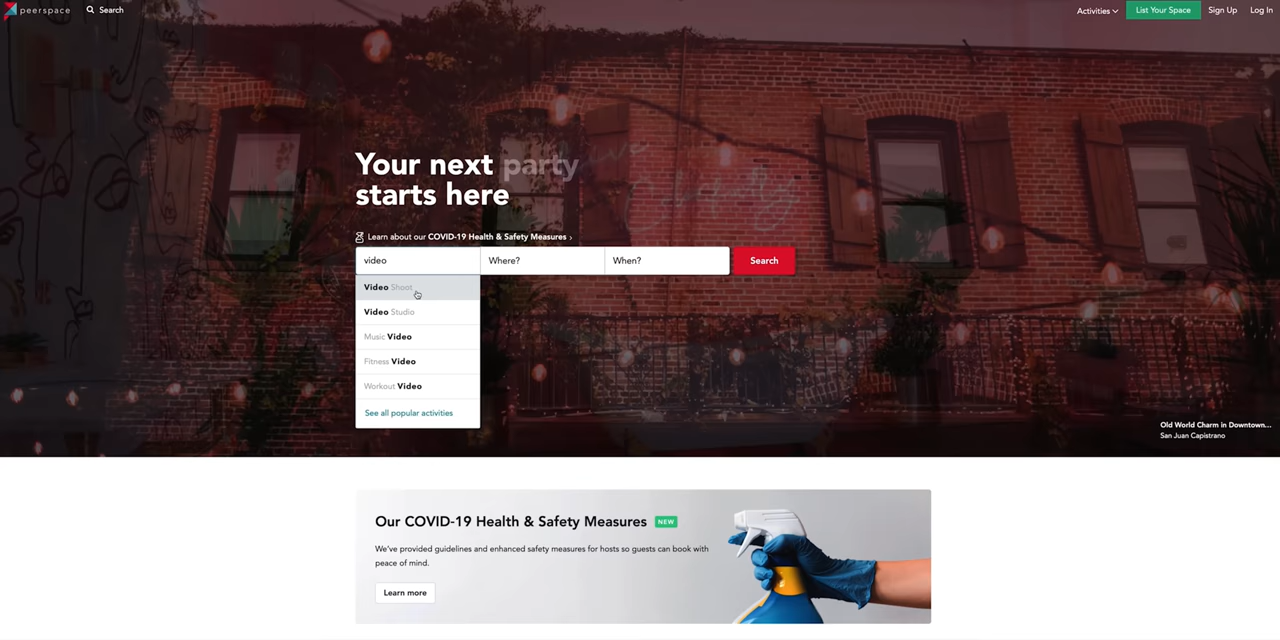 peerspace
Search
Activities
List Your Space
Sign Up
Log In
Your next party
starts here
Learn about our COVID-19 Health & Safety Measures ›
video
Where?
When?
Search
Video Shoot
Video Studio
Music Video
Fitness Video
Workout Video
See all popular activities
Old World Charm in Downtown...
San Juan Capistrano
Our COVID-19 Health & Safety Measures NEW
We've provided guidelines and enhanced safety measures for hosts so guests can book with
peace of mind.
Learn more